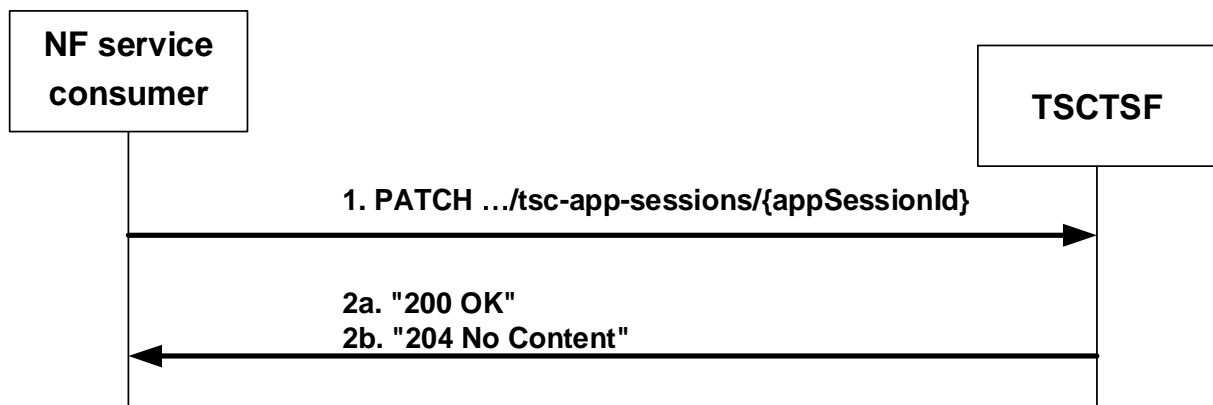 NF service
consumer
TSCTSF
1. PATCH …/tsc-app-sessions/{appSessionId}
2a. "200 OK"
2b. "204 No Content"